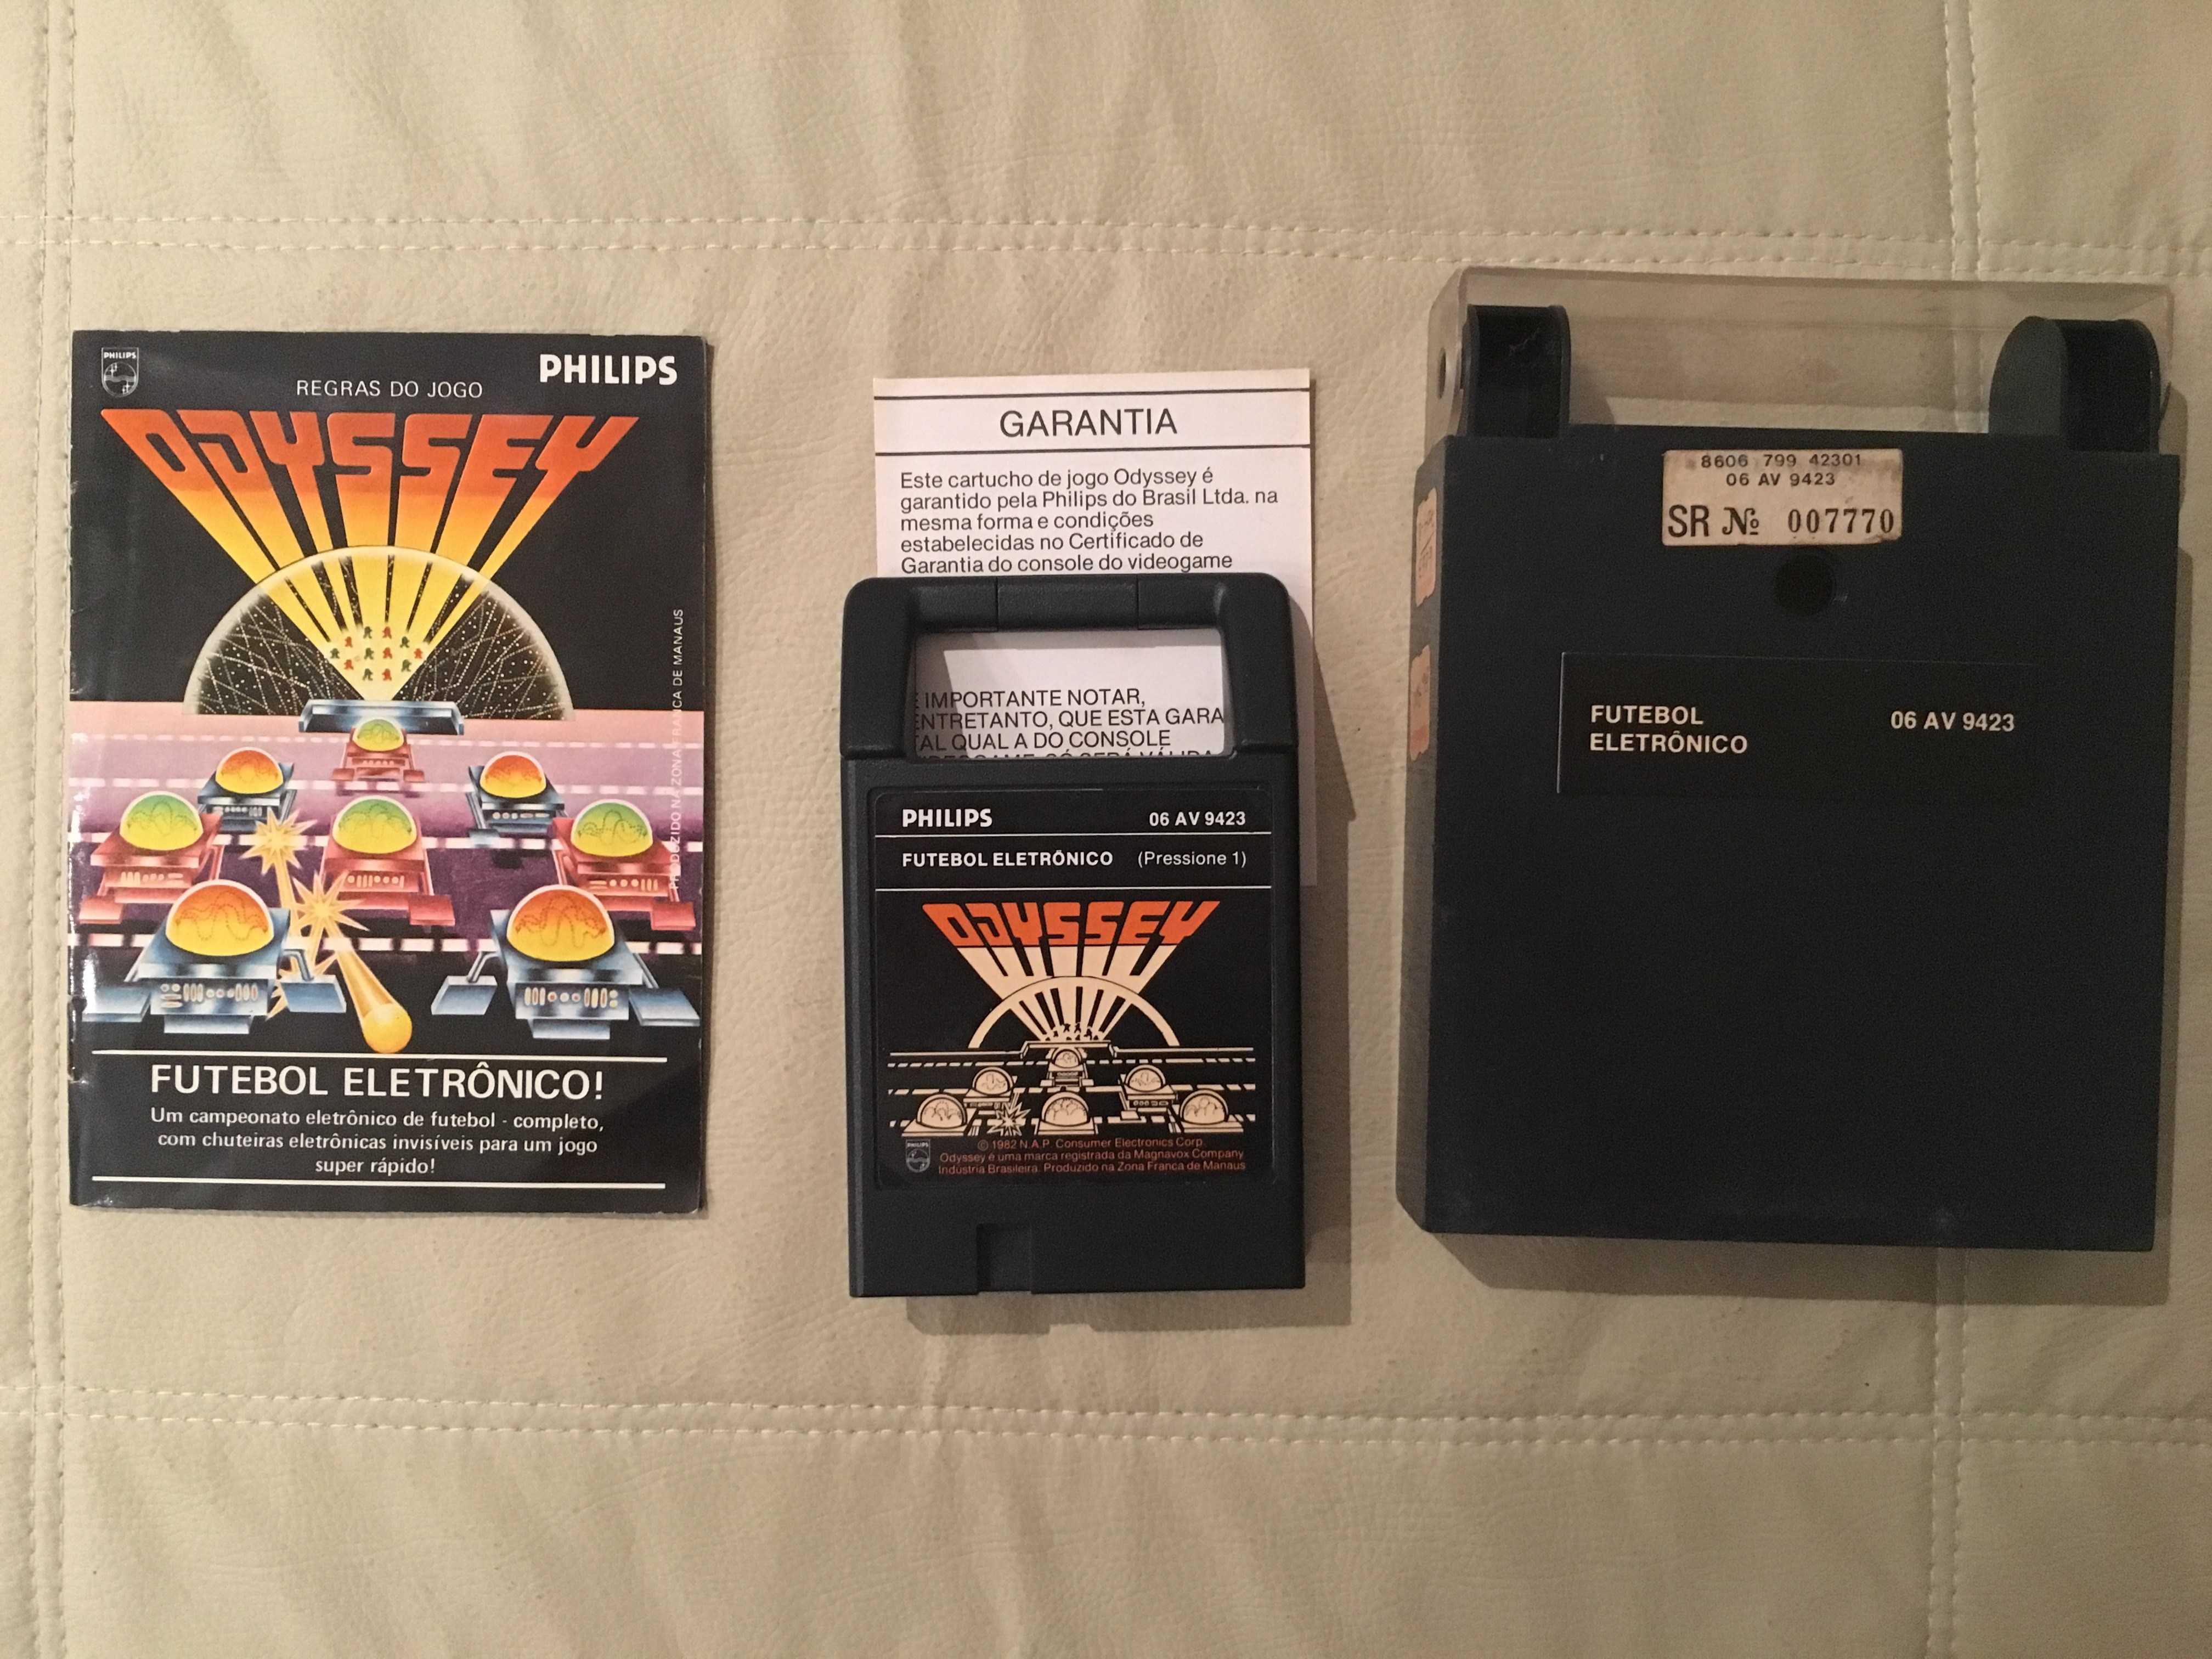 PHILIPS
PHILIPS
REGRAS DO JOGO
ODYSSEY
PRODUZIDO NA ZONA FRANCA DE MANAUS
FUTEBOL ELETRÔNICO!
Um campeonato eletrônico de futebol - completo,
com chuteiras eletrônicas invisíveis para um jogo
super rápido!
GARANTIA
Este cartucho de jogo Odyssey é
garantido pela Philips do Brasil Ltda. na
mesma forma e condições
estabelecidas no Certificado de
Garantia do console do videogame
IMPORTANTE NOTAR,
NTRETANTO, QUE ESTA GARA
AL QUAL A DO CONSOLE
PHILIPS 06 AV 9423
FUTEBOL ELETRÔNICO (Pressione 1)
ODYSSEY
PHILIPS
© 1982 N.A.P. Consumer Electronics Corp.
Odyssey é uma marca registrada da Magnavox Company
Indústria Brasileira. Produzido na Zona Franca de Manaus
8606 799 42301
06 AV 9423
SR Nº 007770
FUTEBOL
ELETRÔNICO
06 AV 9423